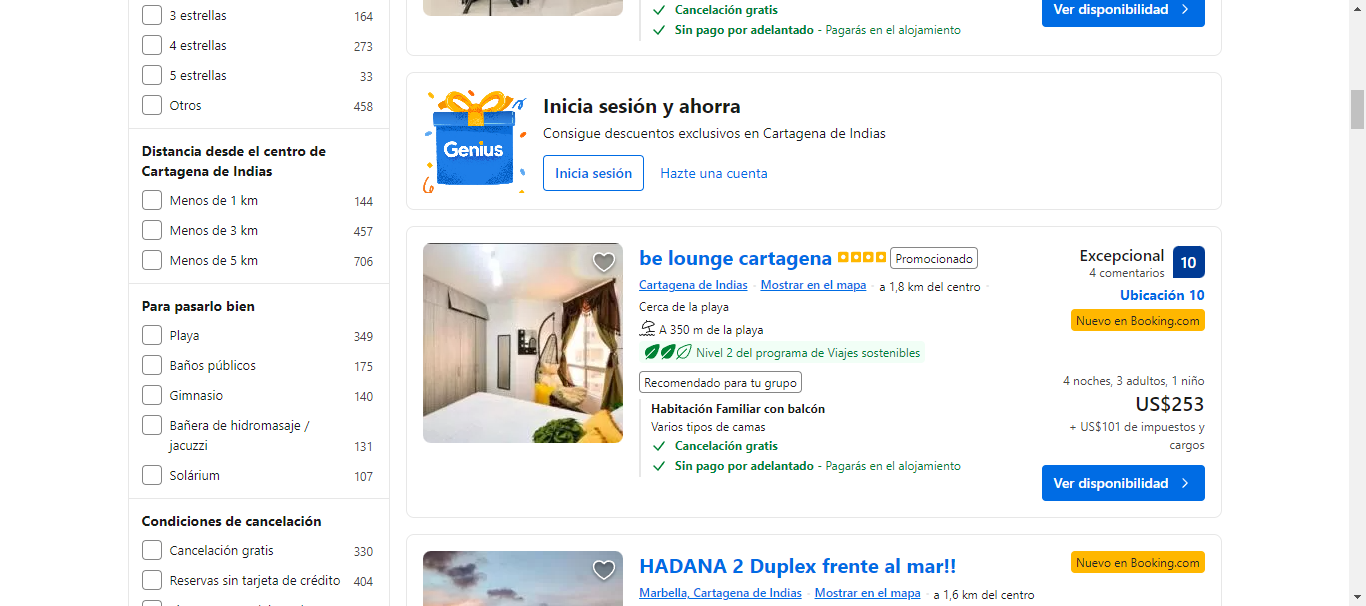 3 estrellas 164
4 estrellas 273
5 estrellas 33
Otros 458
Distancia desde el centro de
Cartagena de Indias
Menos de 1 km 144
Menos de 3 km 457
Menos de 5 km 706
Para pasarlo bien
Playa 349
Baños públicos 175
Gimnasio 140
Bañera de hidromasaje /
jacuzzi 131
Solárium 107
Condiciones de cancelación
Cancelación gratis 330
Reservas sin tarjeta de crédito 404
Cancelación gratis
Sin pago por adelantado - Pagarás en el alojamiento
Ver disponibilidad
Genius
Inicia sesión y ahorra
Consigue descuentos exclusivos en Cartagena de Indias
Inicia sesión Hazte una cuenta
be lounge cartagena Promocionado
Cartagena de Indias · Mostrar en el mapa · a 1,8 km del centro ·
Cerca de la playa
A 350 m de la playa
Nivel 2 del programa de Viajes sostenibles
Recomendado para tu grupo
Habitación Familiar con balcón
Varios tipos de camas
Cancelación gratis
Sin pago por adelantado - Pagarás en el alojamiento
Excepcional 10
4 comentarios
Ubicación 10
Nuevo en Booking.com
4 noches, 3 adultos, 1 niño
US$253
+ US$101 de impuestos y
cargos
Ver disponibilidad
HADANA 2 Duplex frente al mar!!
Marbella, Cartagena de Indias · Mostrar en el mapa · a 1,6 km del centro
Nuevo en Booking.com